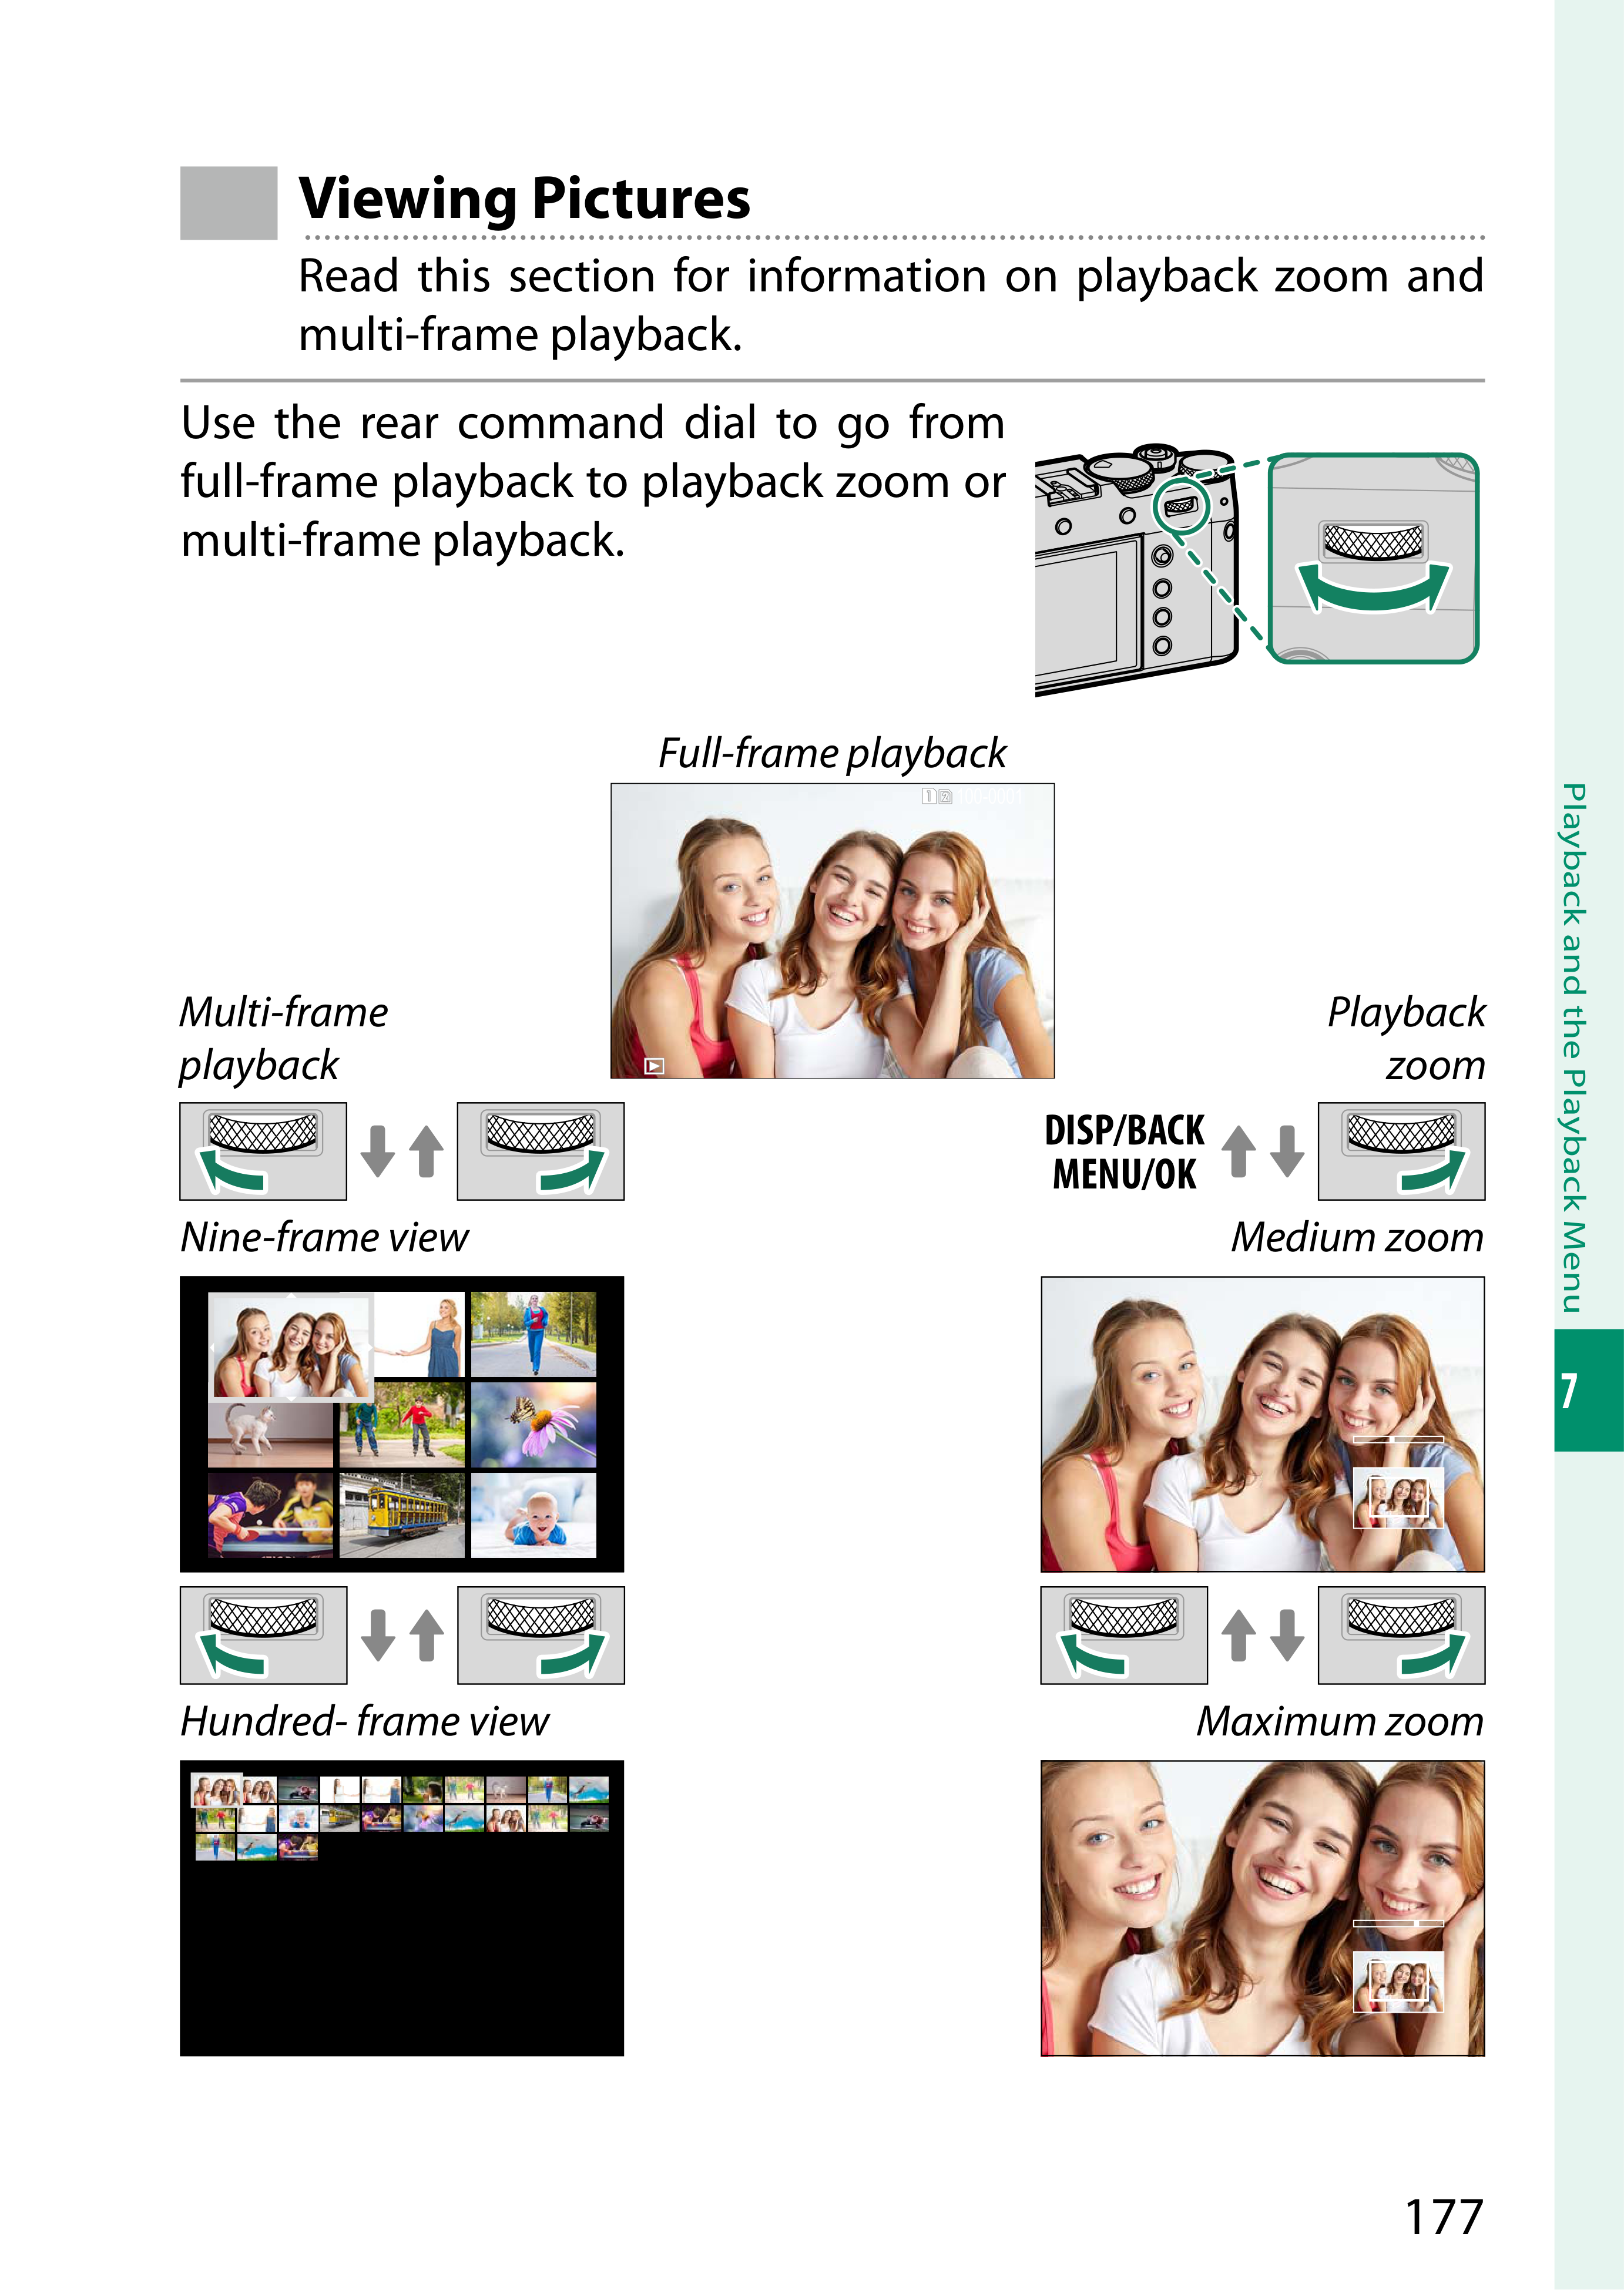 Viewing Pictures
Read this section for information on playback zoom and
multi-frame playback.
Use the rear command dial to go from
full-frame playback to playback zoom or
multi-frame playback.
Full-frame playback
1 2 100-0001
Multi-frame
playback
Playback
zoom
DISP/BACK
MENU/OK
Nine-frame view
Medium zoom
Hundred- frame view
Maximum zoom
Playback and the Playback Menu
7
177